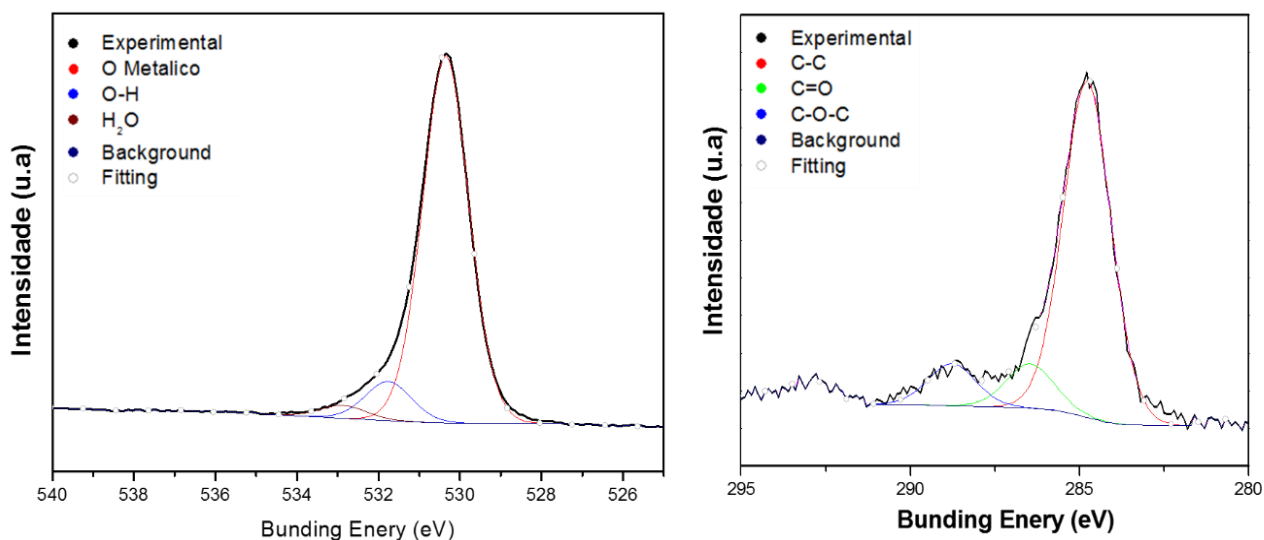 Experimental
O Metalico
O-H
H₂O
Background
Fitting
Intensidade (u.a)
540 538 536 534 532 530 528 526
Bunding Enery (eV)
Experimental
C-C
C=O
C-O-C
Background
Fitting
Intensidade (u.a)
295 290 285 280
Bunding Enery (eV)